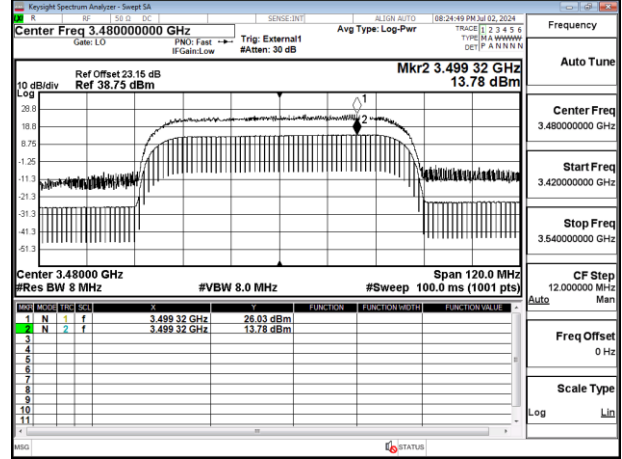 Keysight Spectrum Analyzer - Swept SA
R RF 50 Ω DC SENSE:INT ALIGN AUTO 08:24:49 PM Jul 02, 2024
Center Freq 3.480000000 GHz
Gate: LO
PNO: Fast
IFGain:Low
Trig: External1
#Atten: 30 dB
Avg Type: Log-Pwr
TRACE 1 2 3 4 5 6
TYPE M A W W W W
DET P A N N N N
Frequency
Auto Tune
Center Freq
3.480000000 GHz
Start Freq
3.420000000 GHz
Stop Freq
3.540000000 GHz
CF Step
12.000000 MHz
Auto Man
Freq Offset
0 Hz
Scale Type
Log Lin
Ref Offset 23.15 dB
10 dB/div Ref 38.75 dBm
Log
Mkr2 3.499 32 GHz
13.78 dBm
28.8
18.8
8.75
-1.25
-11.3
-21.3
-31.3
-41.3
-51.3
1
2
Center 3.48000 GHz Span 120.0 MHz
#Res BW 8 MHz #VBW 8.0 MHz #Sweep 100.0 ms (1001 pts)
MKR MODE TRC SCL X Y FUNCTION FUNCTION WIDTH FUNCTION VALUE
1 N 1 f 3.499 32 GHz 26.03 dBm
2 N 2 f 3.499 32 GHz 13.78 dBm
3
4
5
6
7
8
9
10
11
MSG STATUS